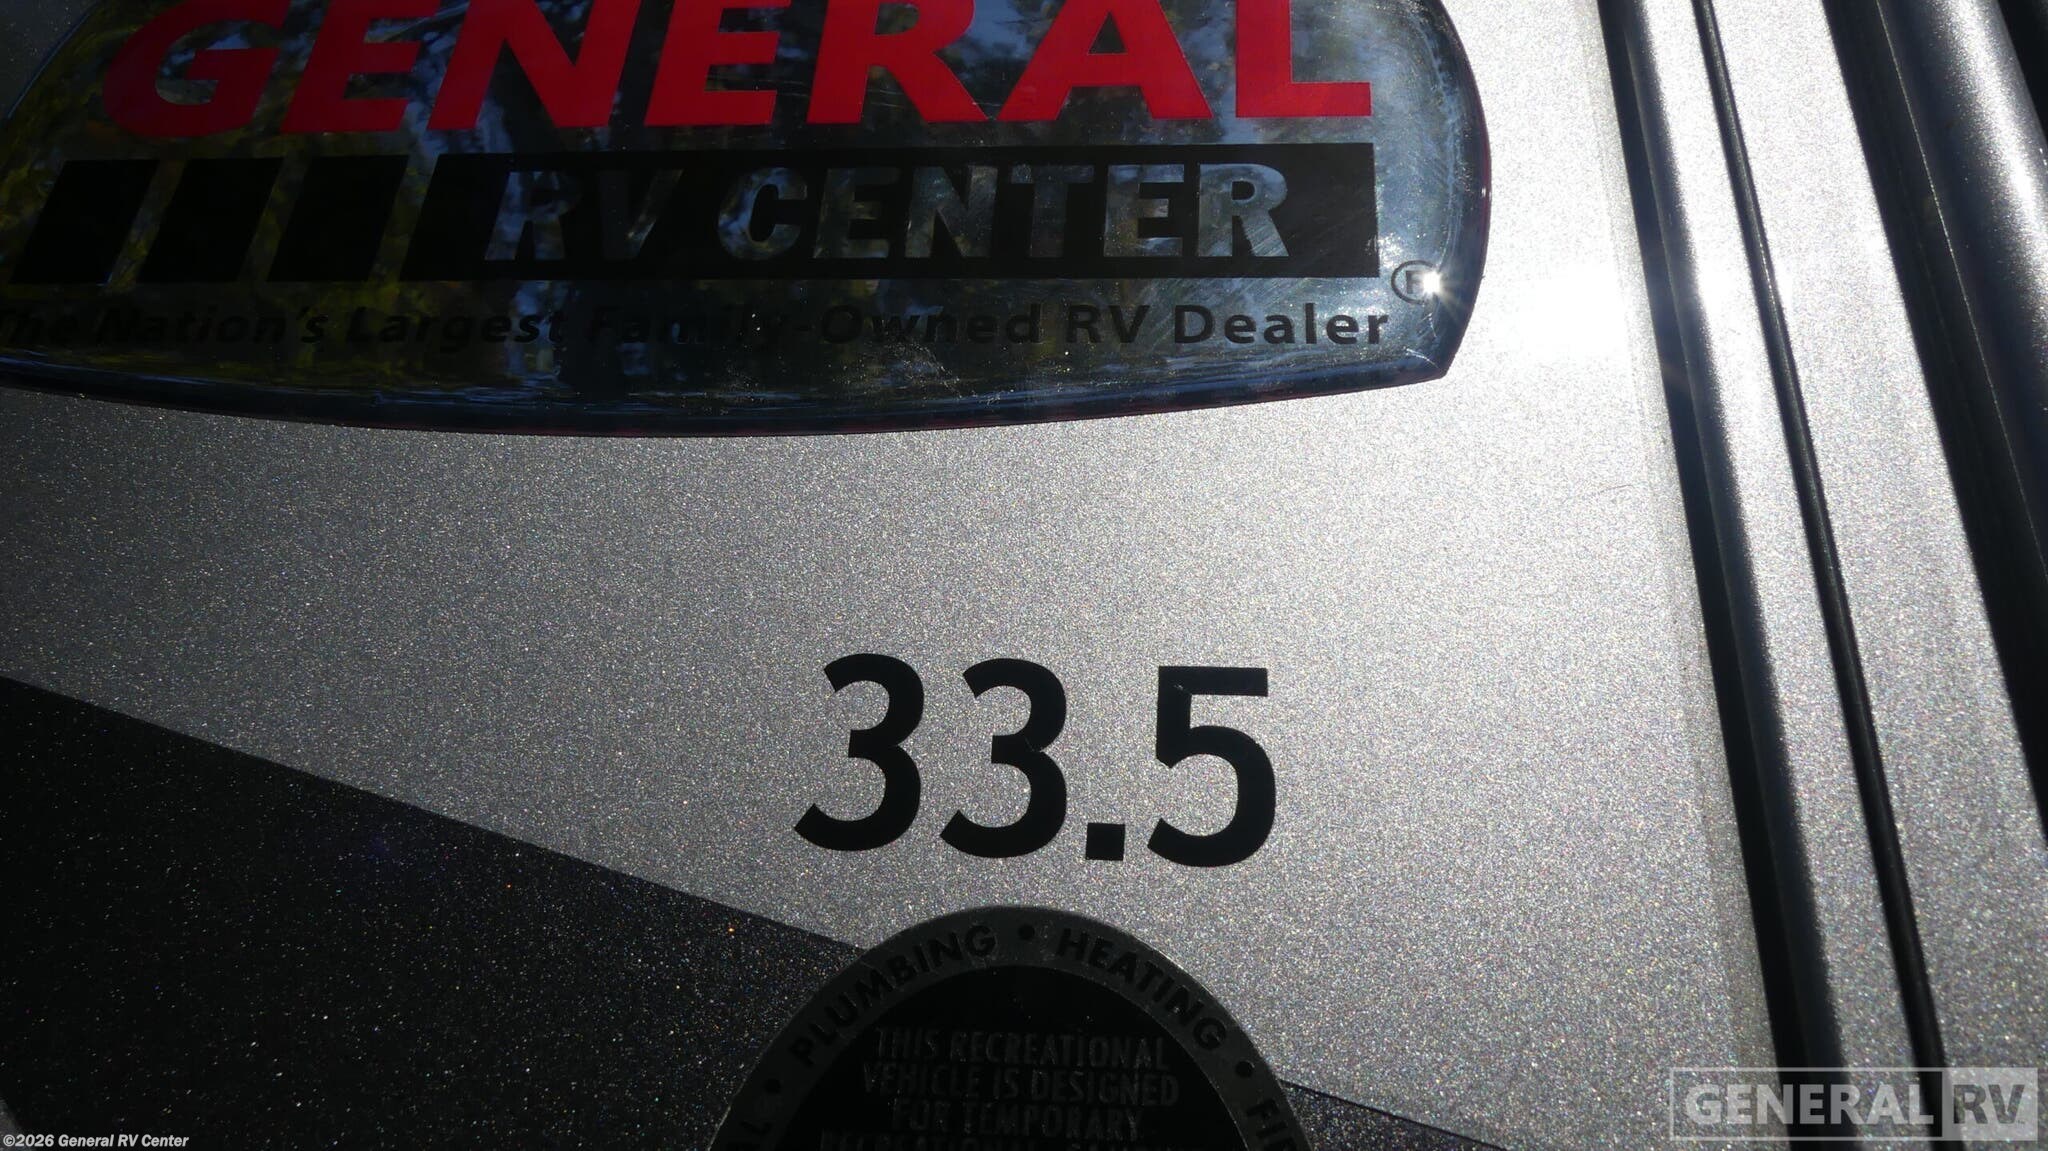 GENERAL
RV CENTER
®
The Nation's Largest Family-Owned RV Dealer
33.5
PLUMBING • HEATING •
THIS RECREATIONAL
VEHICLE IS DESIGNED
FOR TEMPORARY
GENERAL RV
©2026 General RV Center